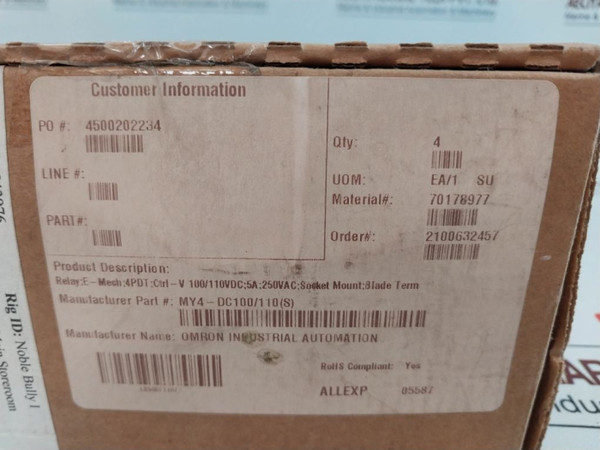 Customer Information
PO #: 4500202234
LINE #:
PART#:
Qty: 4
UOM: EA/1 SU
Material#: 70178977
Order#: 2100632457
Product Description:
Relay;E-Mech;4PDT;Ctrl-V 100/110VDC;5A;250VAC;Socket Mount;Blade Term
Manufacturer Part #: MY4-DC100/110(S)
Manufacturer Name: OMRON INDUSTRIAL AUTOMATION
RoHS Compliant: Yes
ALLEXP 05587
Rig ID: Noble Bully I
Storeroom